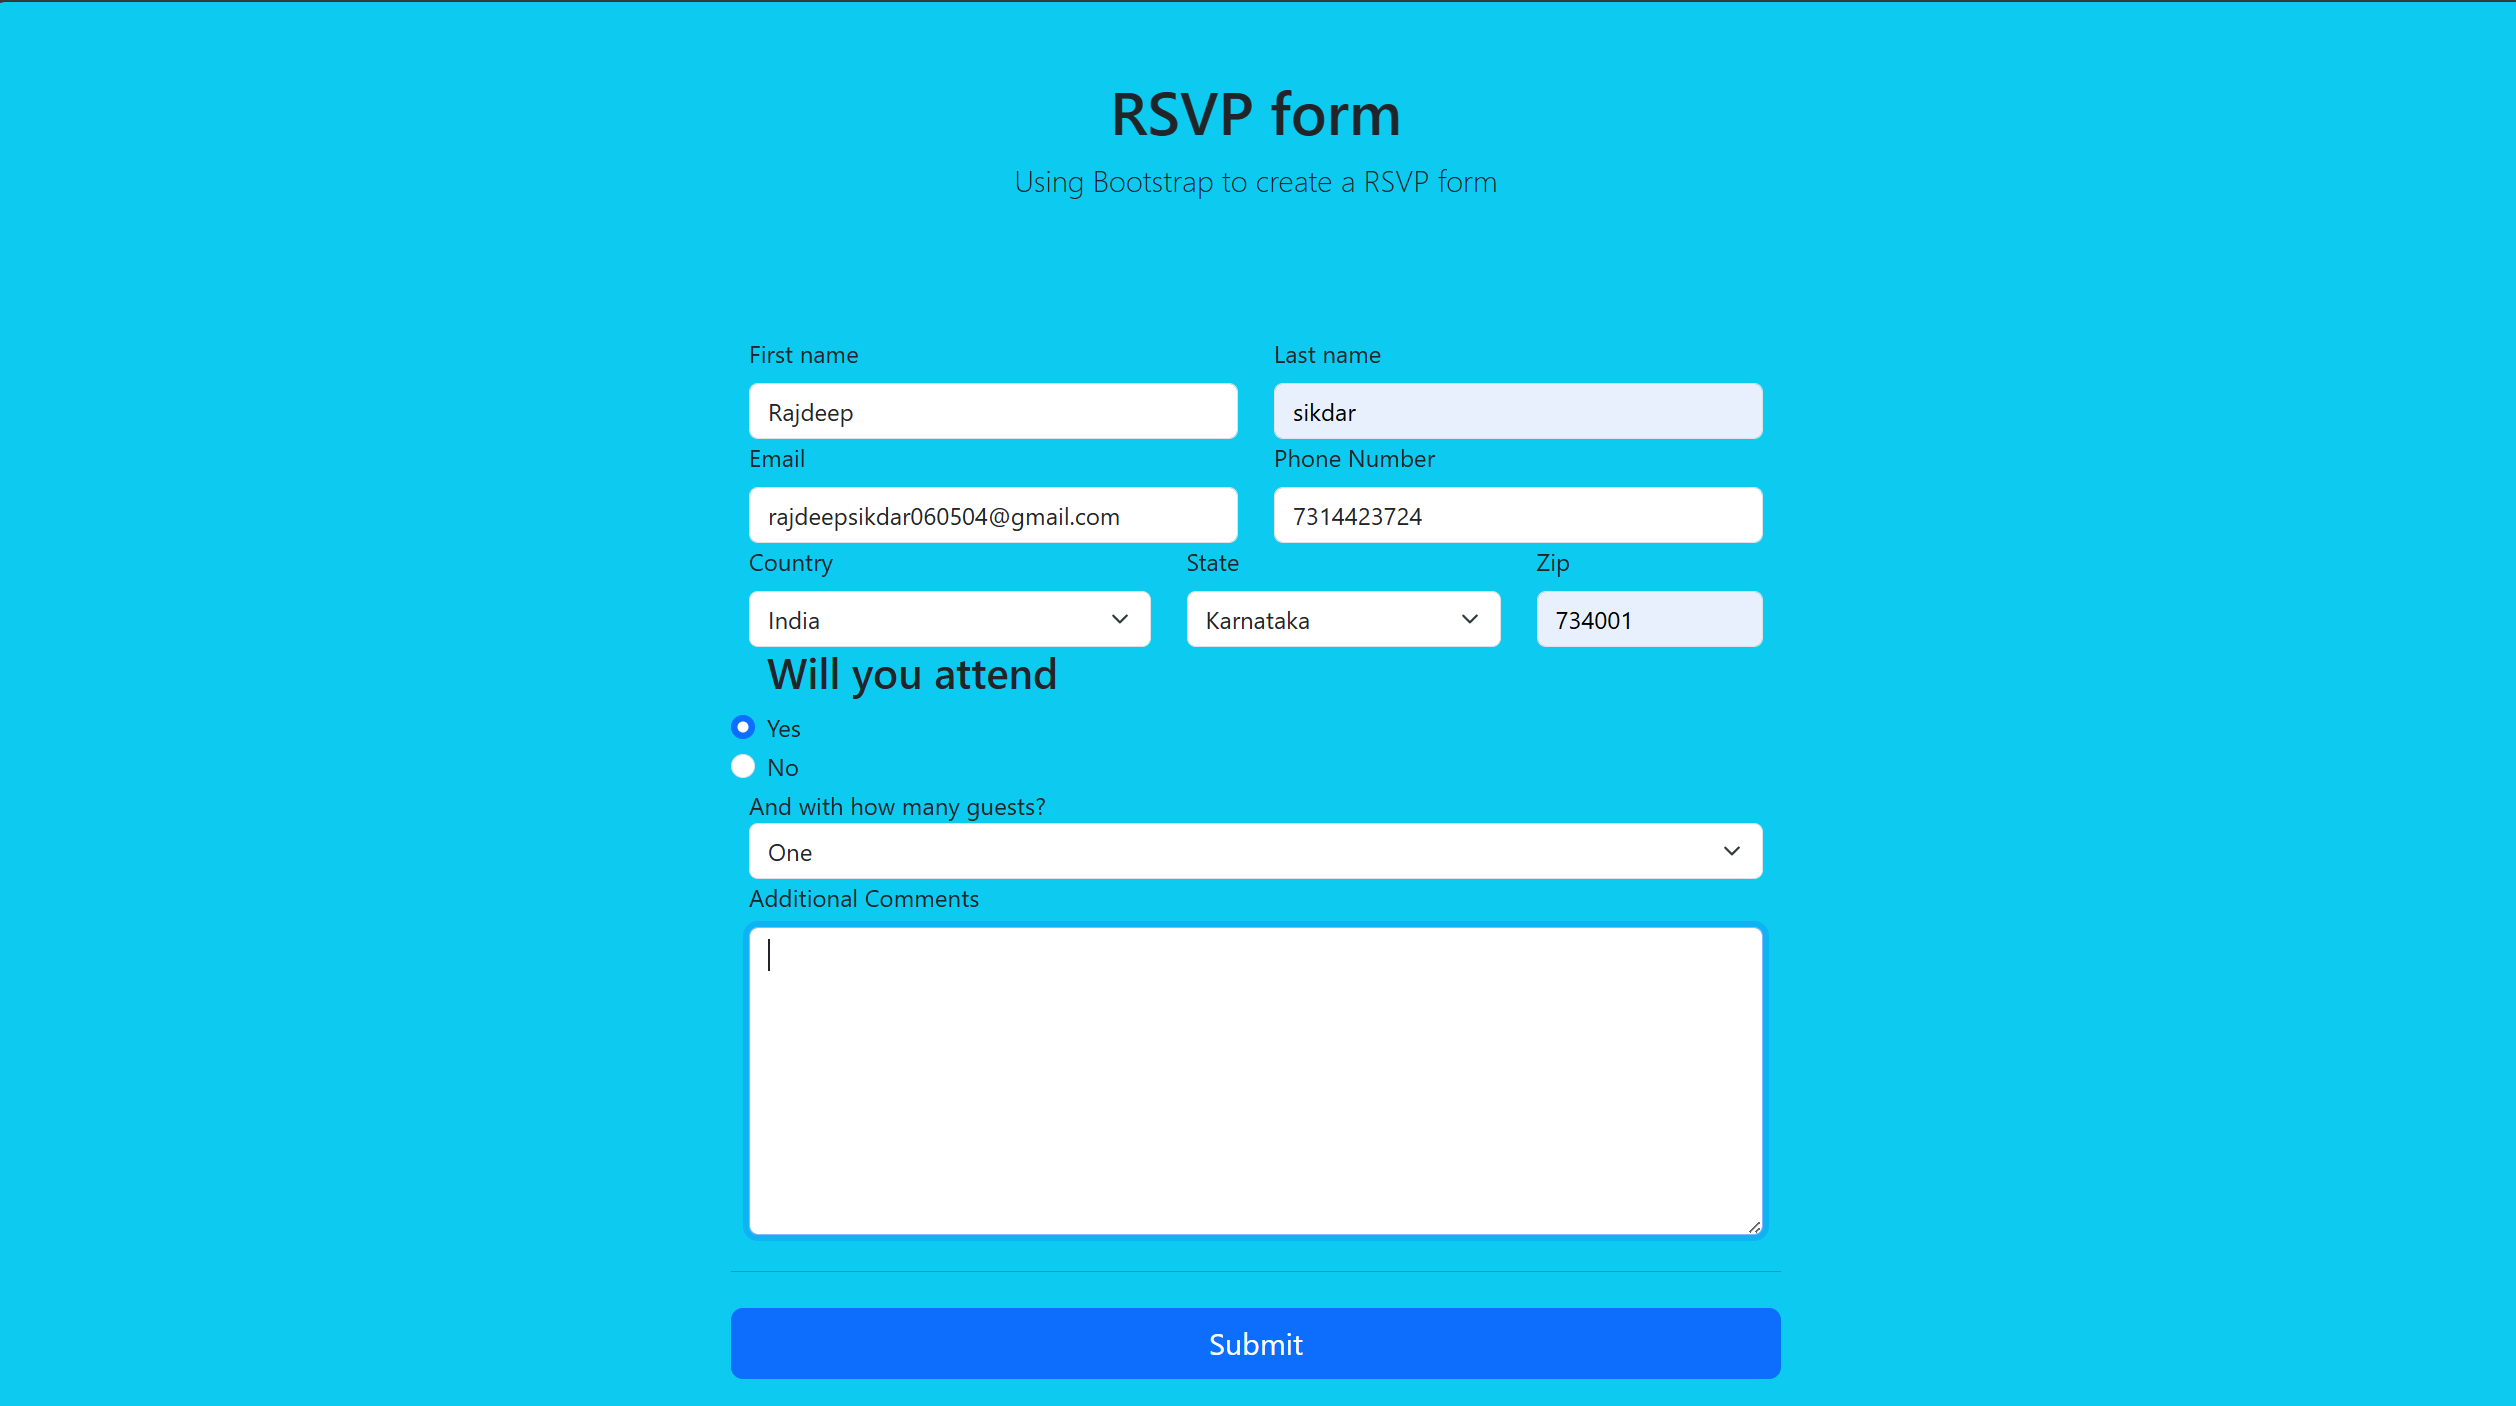 RSVP form
Using Bootstrap to create a RSVP form
First name Last name
Rajdeep sikdar
Email Phone Number
rajdeepsikdar060504@gmail.com 7314423724
Country State Zip
India Karnataka 734001
Will you attend
Yes
No
And with how many guests?
One
Additional Comments
Submit